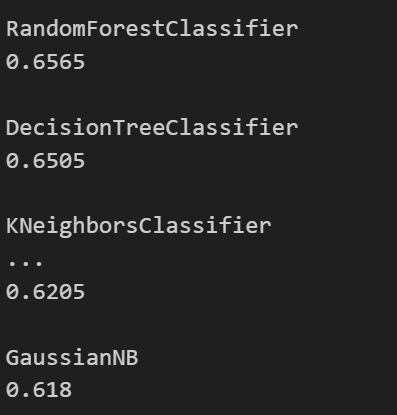 RandomForestClassifier
0.6565
DecisionTreeClassifier
0.6505
KNeighborsClassifier
...
0.6205
GaussianNB
0.618